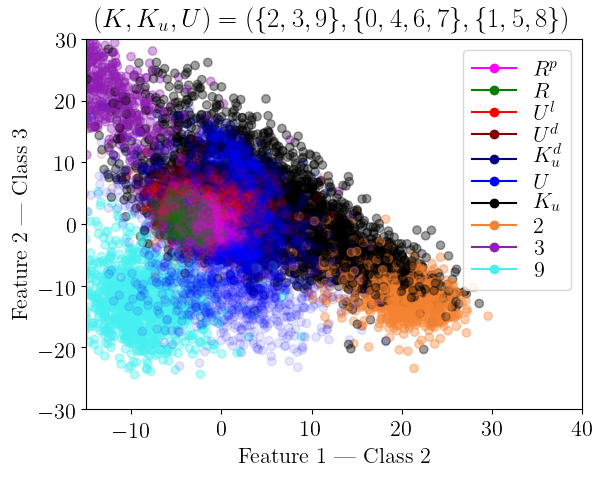 (K, K_u, U) = ({2, 3, 9}, {0, 4, 6, 7}, {1, 5, 8})
30
20
10
0
−10
−20
−30
Feature 2 — Class 3
R^p
R
U^l
U^d
K_u^d
U
K_u
2
3
9
−10
0
10
20
30
40
Feature 1 — Class 2